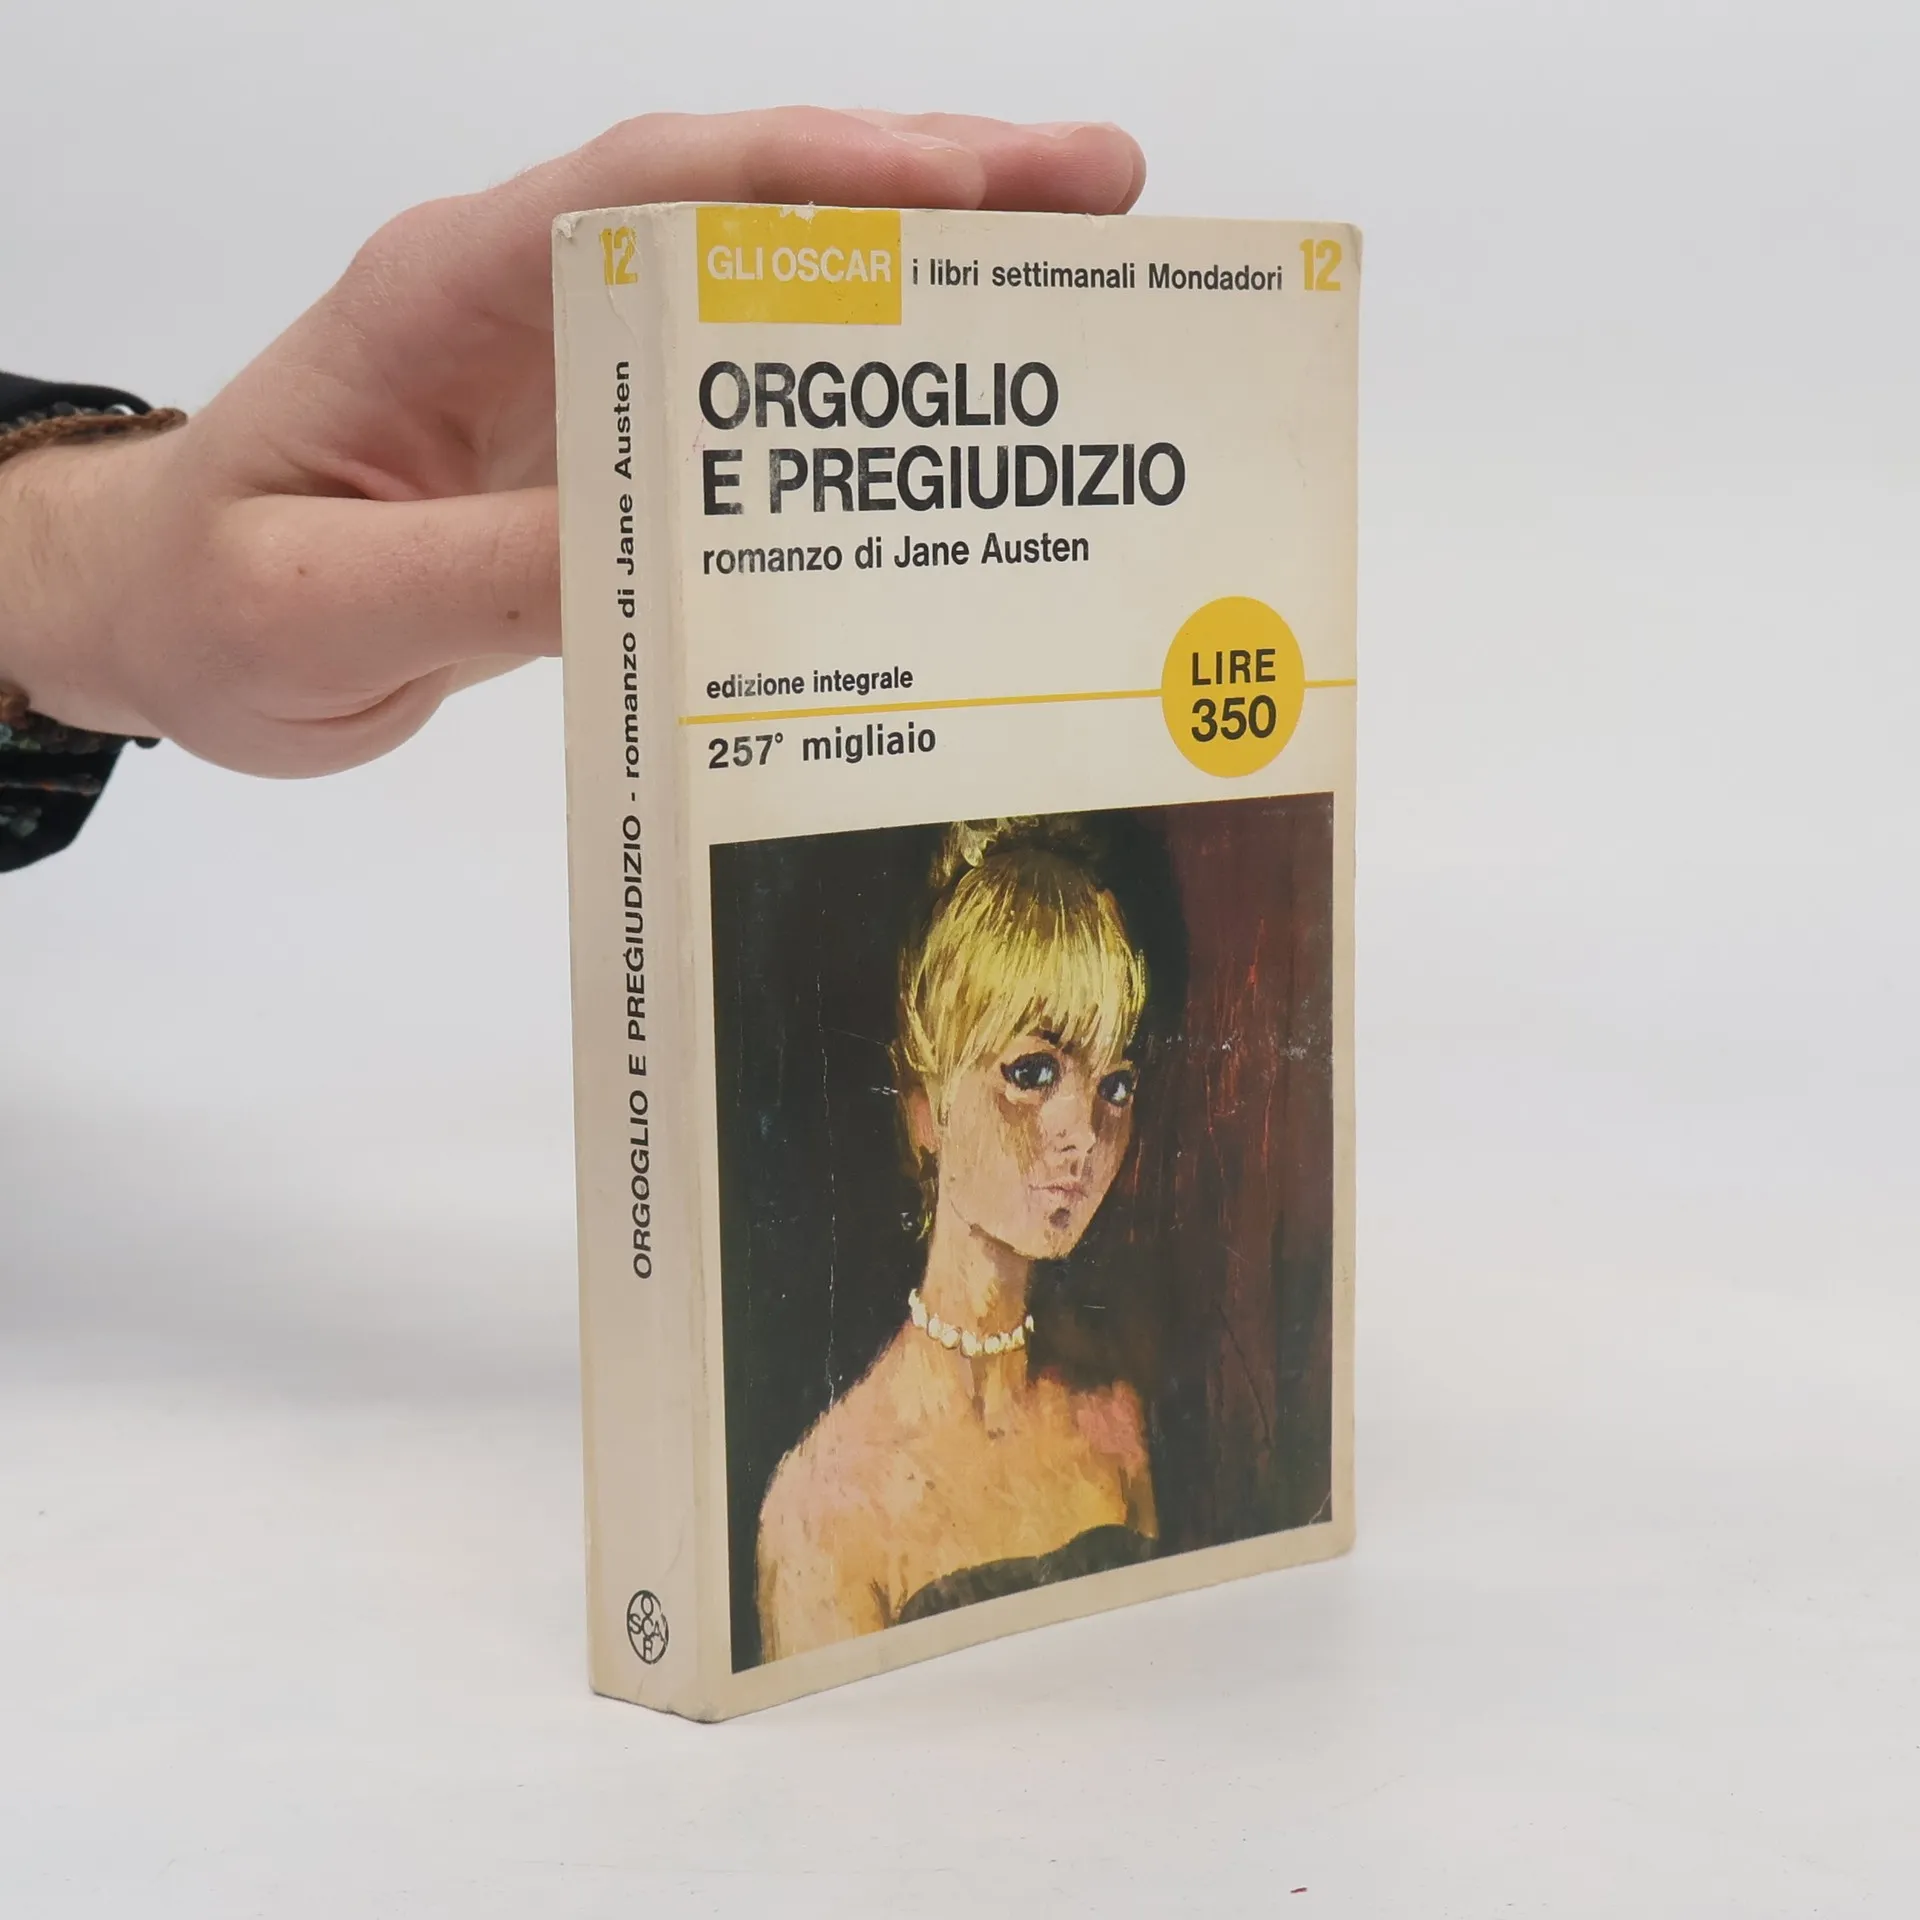 12
ORGOGLIO E PREGIUDIZIO - romanzo di Jane Austen
OSCAR
GLI OSCAR i libri settimanali Mondadori 12
ORGOGLIO
E PREGIUDIZIO
romanzo di Jane Austen
edizione integrale
257° migliaio
LIRE
350